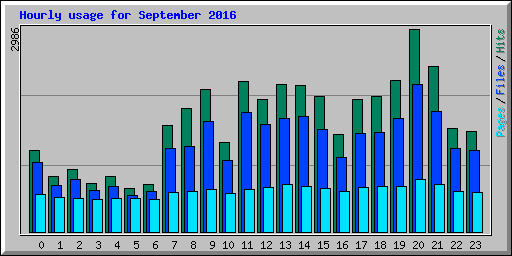 Hourly usage for September 2016
2986
Pages/Files/Hits
0 1 2 3 4 5 6 7 8 9 10 11 12 13 14 15 16 17 18 19 20 21 22 23